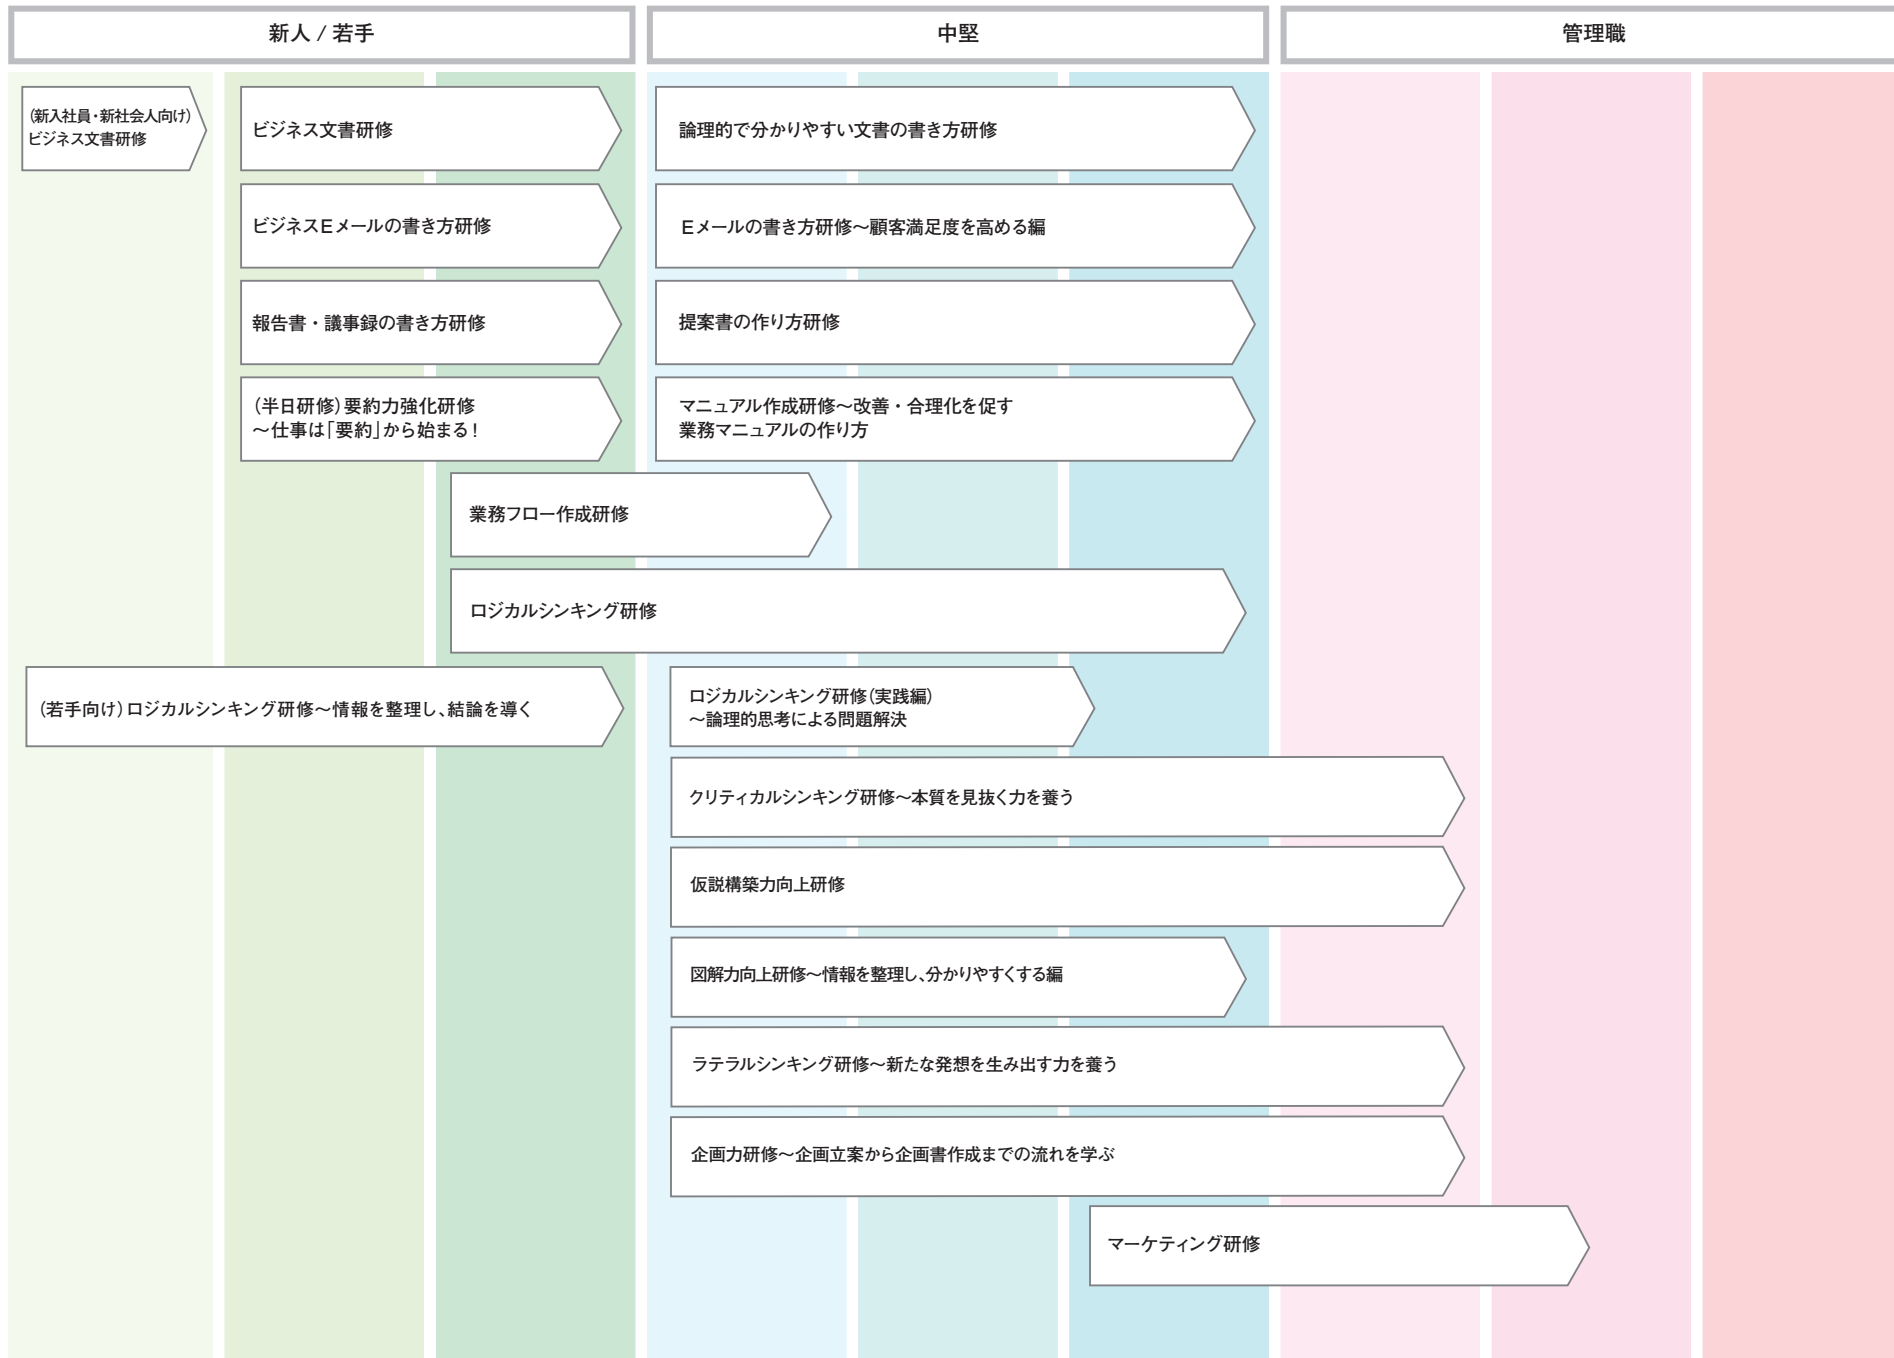 新人 / 若手
中堅
管理職
(新入社員・新社会人向け)
ビジネス文書研修
ビジネス文書研修
論理的で分かりやすい文書の書き方研修
ビジネスEメールの書き方研修
Eメールの書き方研修～顧客満足度を高める編
報告書・議事録の書き方研修
提案書の作り方研修
(半日研修)要約力強化研修
～仕事は「要約」から始まる！
マニュアル作成研修～改善・合理化を促す
業務マニュアルの作り方
業務フロー作成研修
ロジカルシンキング研修
(若手向け)ロジカルシンキング研修～情報を整理し、結論を導く
ロジカルシンキング研修(実践編)
～論理的思考による問題解決
クリティカルシンキング研修～本質を見抜く力を養う
仮説構築力向上研修
図解力向上研修～情報を整理し、分かりやすくする編
ラテラルシンキング研修～新たな発想を生み出す力を養う
企画力研修～企画立案から企画書作成までの流れを学ぶ
マーケティング研修